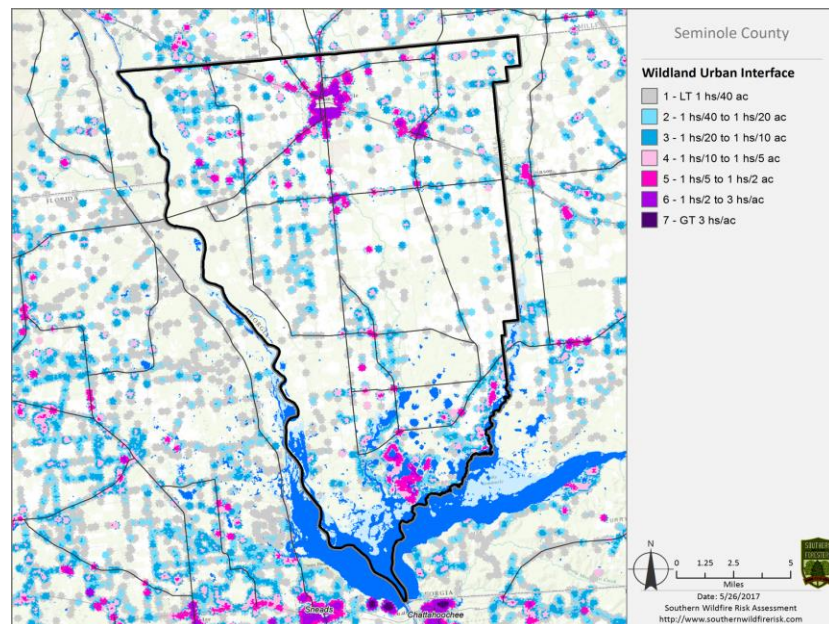 Seminole County
Wildland Urban Interface
1 - LT 1 hs/40 ac
2 - 1 hs/40 to 1 hs/20 ac
3 - 1 hs/20 to 1 hs/10 ac
4 - 1 hs/10 to 1 hs/5 ac
5 - 1 hs/5 to 1 hs/2 ac
6 - 1 hs/2 to 3 hs/ac
7 - GT 3 hs/ac
FLORIDA
GEORGIA
GEORGIA
Sneads
Chattahoochee
N
0 1.25 2.5 5
Miles
Date: 5/26/2017
Southern Wildfire Risk Assessment
http://www.southernwildfirerisk.com